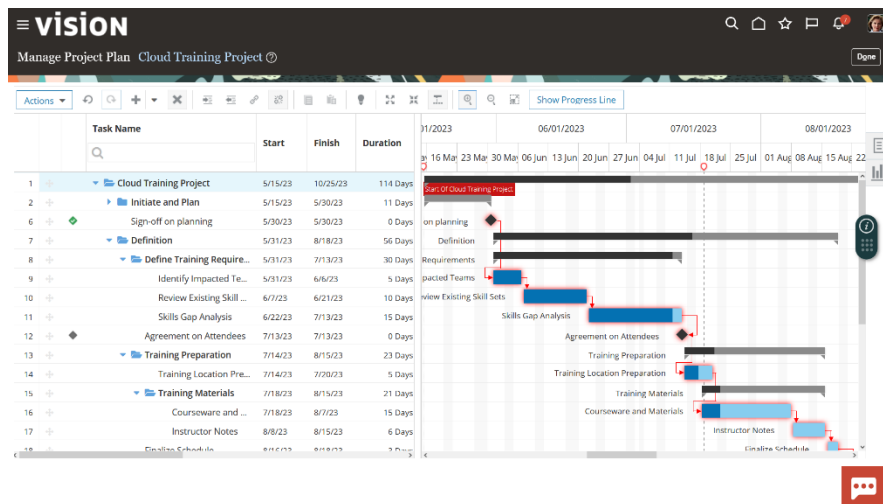 vision
7
Manage Project Plan Cloud Training Project
Done
Actions
Show Progress Line
Task Name Start Finish Duration
01/2023 06/01/2023 07/01/2023 08/01/2023
16 May 23 May 30 May 06 Jun 13 Jun 20 Jun 27 Jun 04 Jul 11 Jul 18 Jul 25 Jul 01 Aug 08 Aug 15 Aug 22
1 Cloud Training Project 5/15/23 10/25/23 114 Days
Start Of Cloud Training Project
2 Initiate and Plan 5/15/23 5/30/23 11 Days
6 Sign-off on planning 5/30/23 5/30/23 0 Days on planning
7 Definition 5/31/23 8/18/23 56 Days Definition
8 Define Training Require... 5/31/23 7/13/23 30 Days Requirements
9 Identify Impacted Te... 5/31/23 6/6/23 5 Days pacted Teams
10 Review Existing Skill ... 6/7/23 6/21/23 10 Days view Existing Skill Sets
11 Skills Gap Analysis 6/22/23 7/13/23 15 Days Skills Gap Analysis
12 Agreement on Attendees 7/13/23 7/13/23 0 Days Agreement on Attendees
13 Training Preparation 7/14/23 8/15/23 23 Days Training Preparation
14 Training Location Pre... 7/14/23 7/20/23 5 Days Training Location Preparation
15 Training Materials 7/18/23 8/15/23 21 Days Training Materials
16 Courseware and ... 7/18/23 8/7/23 15 Days Courseware and Materials
17 Instructor Notes 8/8/23 8/15/23 6 Days Instructor Notes
Finalize Schedule Finalize Schedule